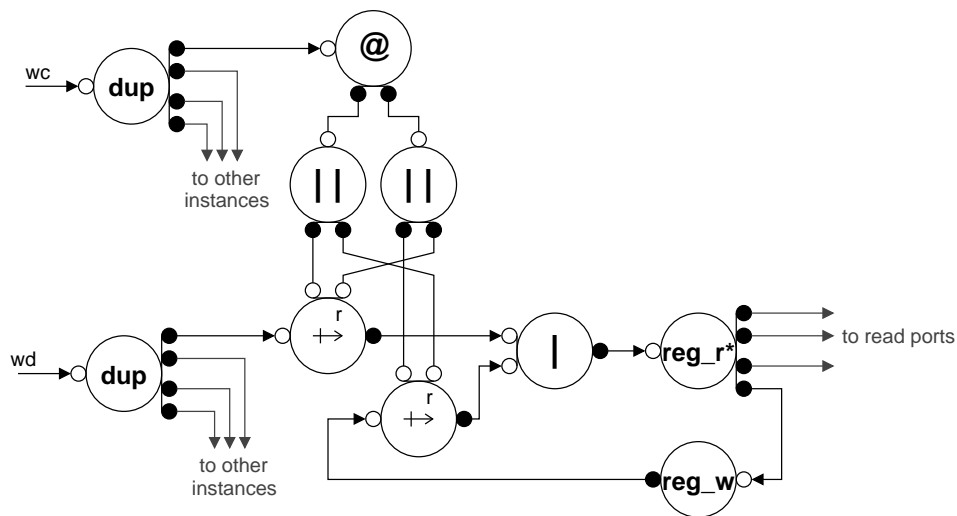 @
wc
dup
to other
instances
| |
| |
r
wd
dup
|
reg_r*
to read ports
r
to other
instances
reg_w